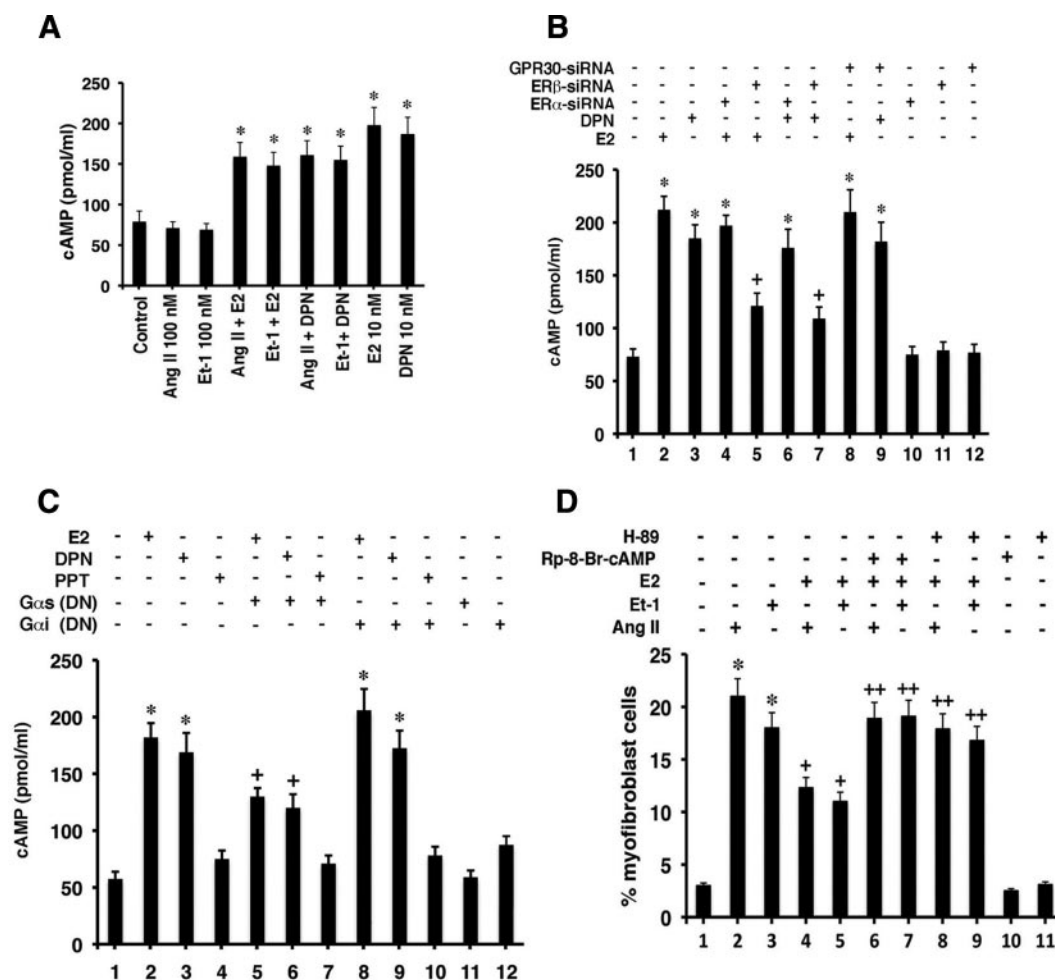 A
cAMP (pmol/ml)
250
200
150
100
50
0
* * * * * *
Control
Ang II 100 nM
Et-1 100 nM
Ang II + E2
Et-1 + E2
Ang II + DPN
Et-1+ DPN
E2 10 nM
DPN 10 nM
B
GPR30-siRNA - - - - - - - + + - - +
ERβ-siRNA - - - - + - + - - - + -
ERα-siRNA - - - + - + - - - + - -
DPN - - + - - + + - + - - -
E2 - + - + + - - + - - - -
cAMP (pmol/ml)
250
200
150
100
50
0
* * * + * + * *
1 2 3 4 5 6 7 8 9 10 11 12
C
E2 - + - - + - - + - - - -
DPN - - + - - + - - + - - -
PPT - - - + - - + - - + - -
Gαs (DN) - - - - + + + - - - + -
Gαi (DN) - - - - - - - + + + - +
cAMP (pmol/ml)
250
200
150
100
50
0
* * + + * *
1 2 3 4 5 6 7 8 9 10 11 12
D
H-89 - - - - - - - + + - +
Rp-8-Br-cAMP - - - - - + + - - + -
E2 - - - + + + + + + - -
Et-1 - - + - + - + - + - -
Ang II - + - + - + - + - - -
% myofibroblast cells
25
20
15
10
5
0
* * + + ++ ++ ++ ++
1 2 3 4 5 6 7 8 9 10 11